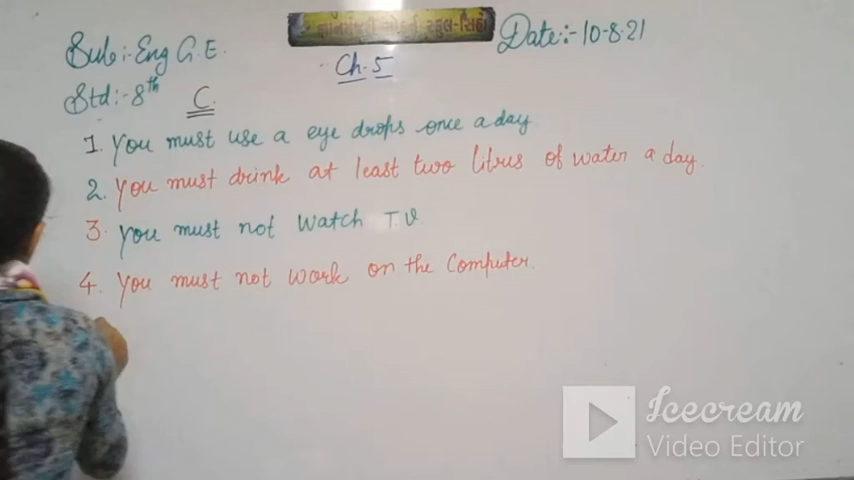 Sub:- Eng G.E.
Std:- 8th
Ch.5
Date:- 10-8-21
C.
1. You must use a eye drops once a day
2. You must drink at least two litrus of water a day.
3. You must not watch T.V.
4. You must not work on the Computer.
Icecream
Video Editor